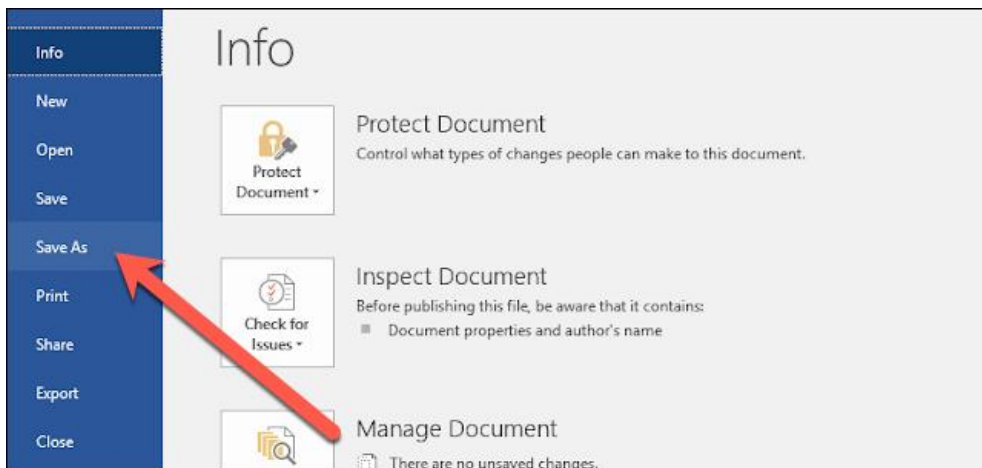 Info
New
Open
Save
Save As
Print
Share
Export
Close
Info
Protect
Document
Protect Document
Control what types of changes people can make to this document.
Check for
Issues
Inspect Document
Before publishing this file, be aware that it contains:
Document properties and author's name
Manage Document
There are no unsaved changes.